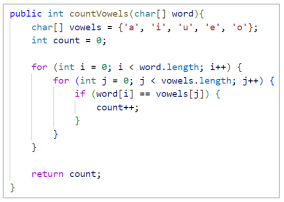 public int countVowels(char[] word){
    char[] vowels = {'a', 'i', 'u', 'e', 'o'};
    int count = 0;
    for (int i = 0; i < word.length; i++) {
        for (int j = 0; j < vowels.length; j++) {
            if (word[i] == vowels[j]) {
                count++;
            }
        }
    }
    return count;
}